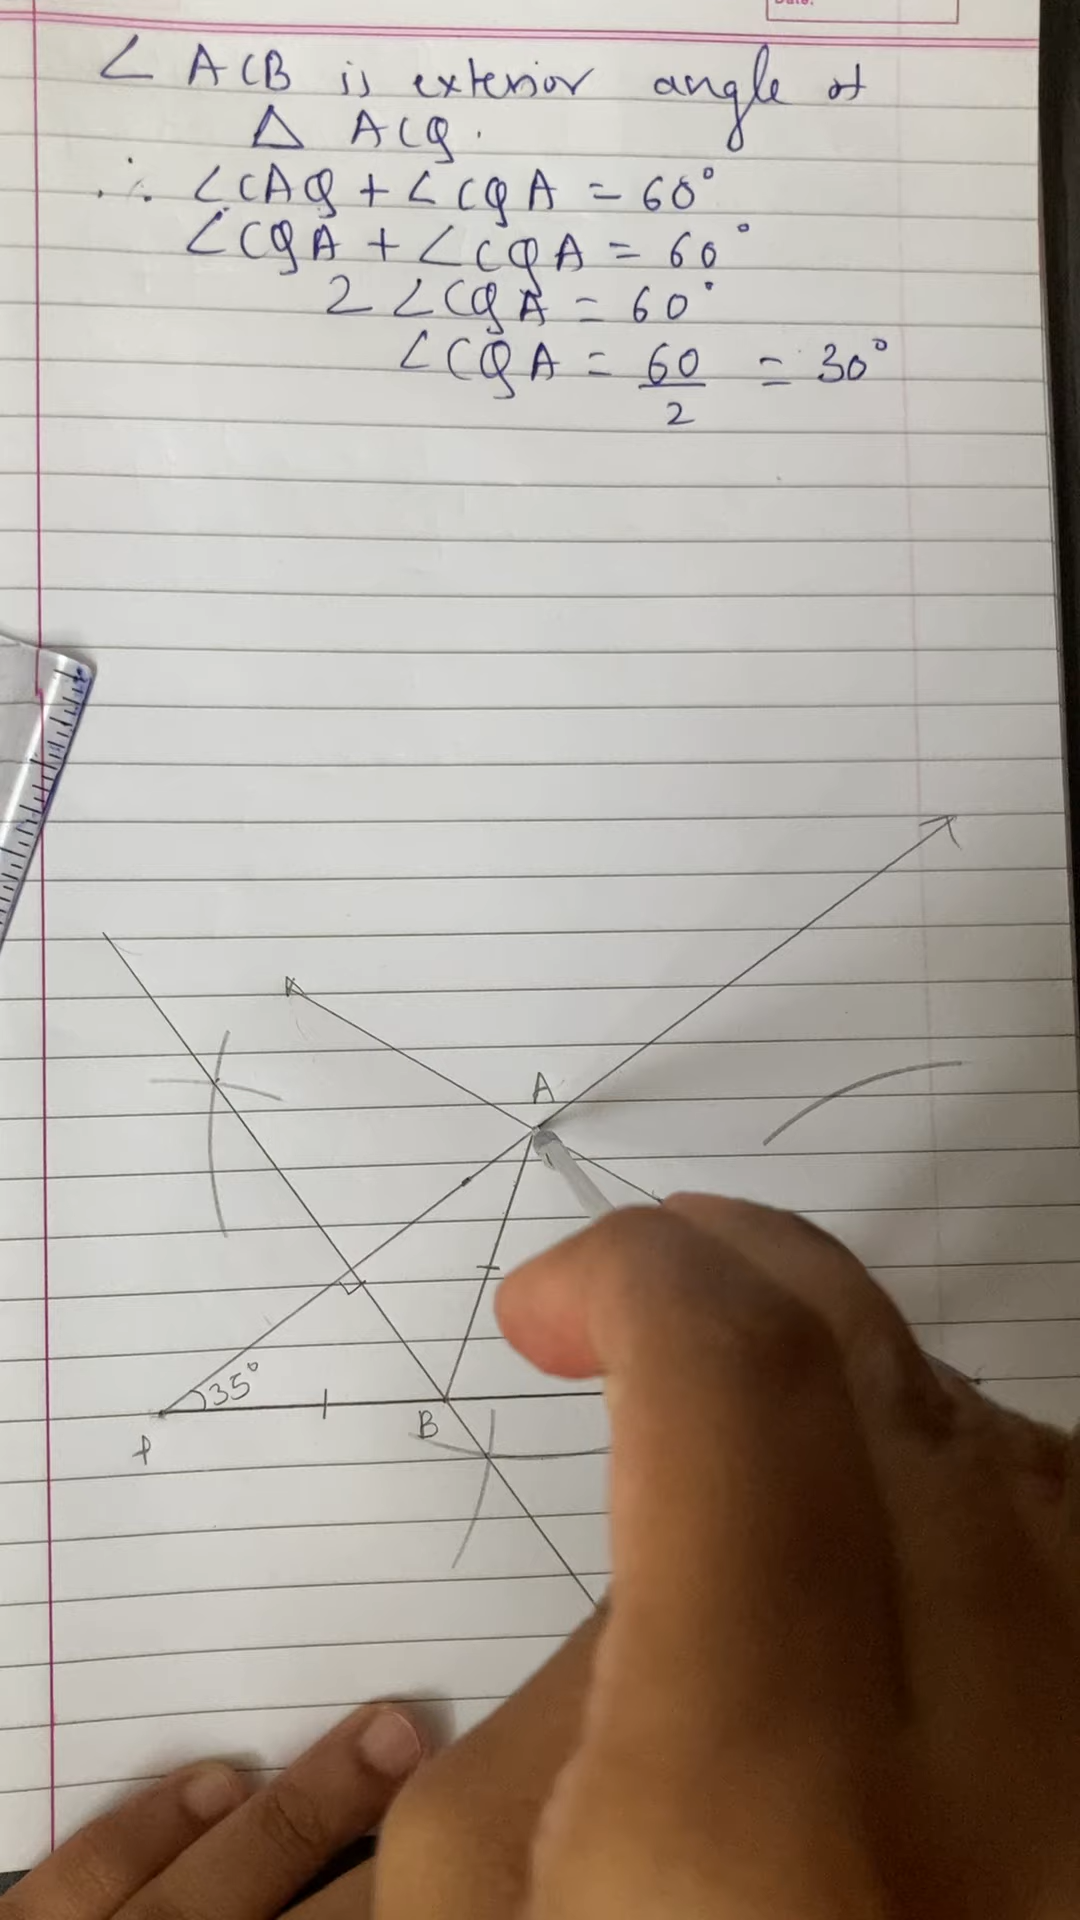 ∠ ACB is exterior angle of
Δ ACQ.
∴ ∠CAQ + ∠CQA = 60°
∠CQA + ∠CQA = 60°
2 ∠CQA = 60°
∠CQA = 60/2 = 30°
A
35°
B
P